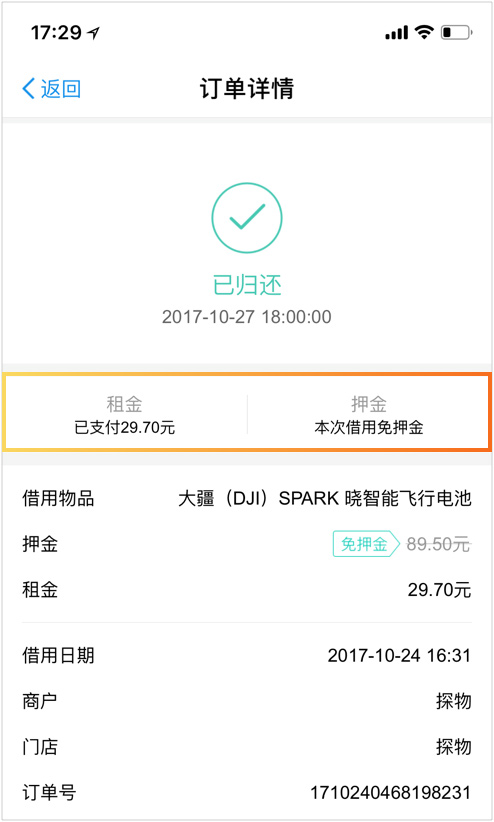 17:29
返回
订单详情
已归还
2017-10-27 18:00:00
租金 押金
已支付29.70元 本次借用免押金
借用物品 大疆（DJI）SPARK 晓智能飞行电池
押金 免押金 89.50元
租金 29.70元
借用日期 2017-10-24 16:31
商户 探物
门店 探物
订单号 1710240468198231